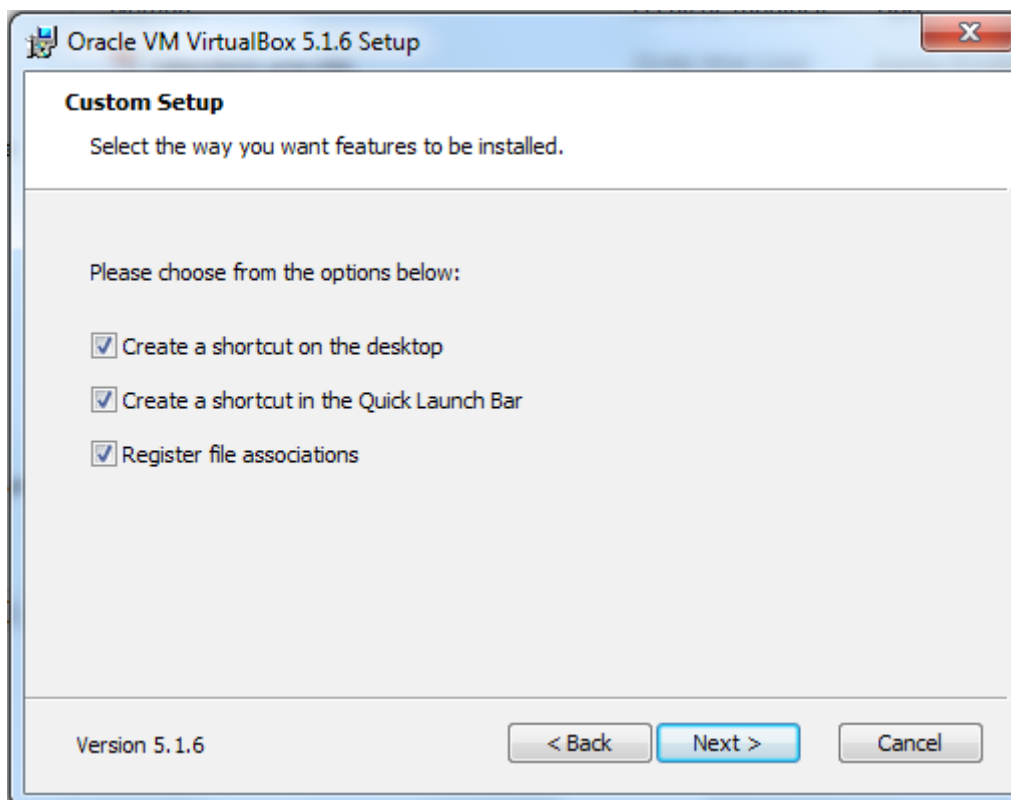 Oracle VM VirtualBox 5.1.6 Setup
Custom Setup
Select the way you want features to be installed.
Please choose from the options below:
Create a shortcut on the desktop
Create a shortcut in the Quick Launch Bar
Register file associations
Version 5.1.6
< Back
Next >
Cancel